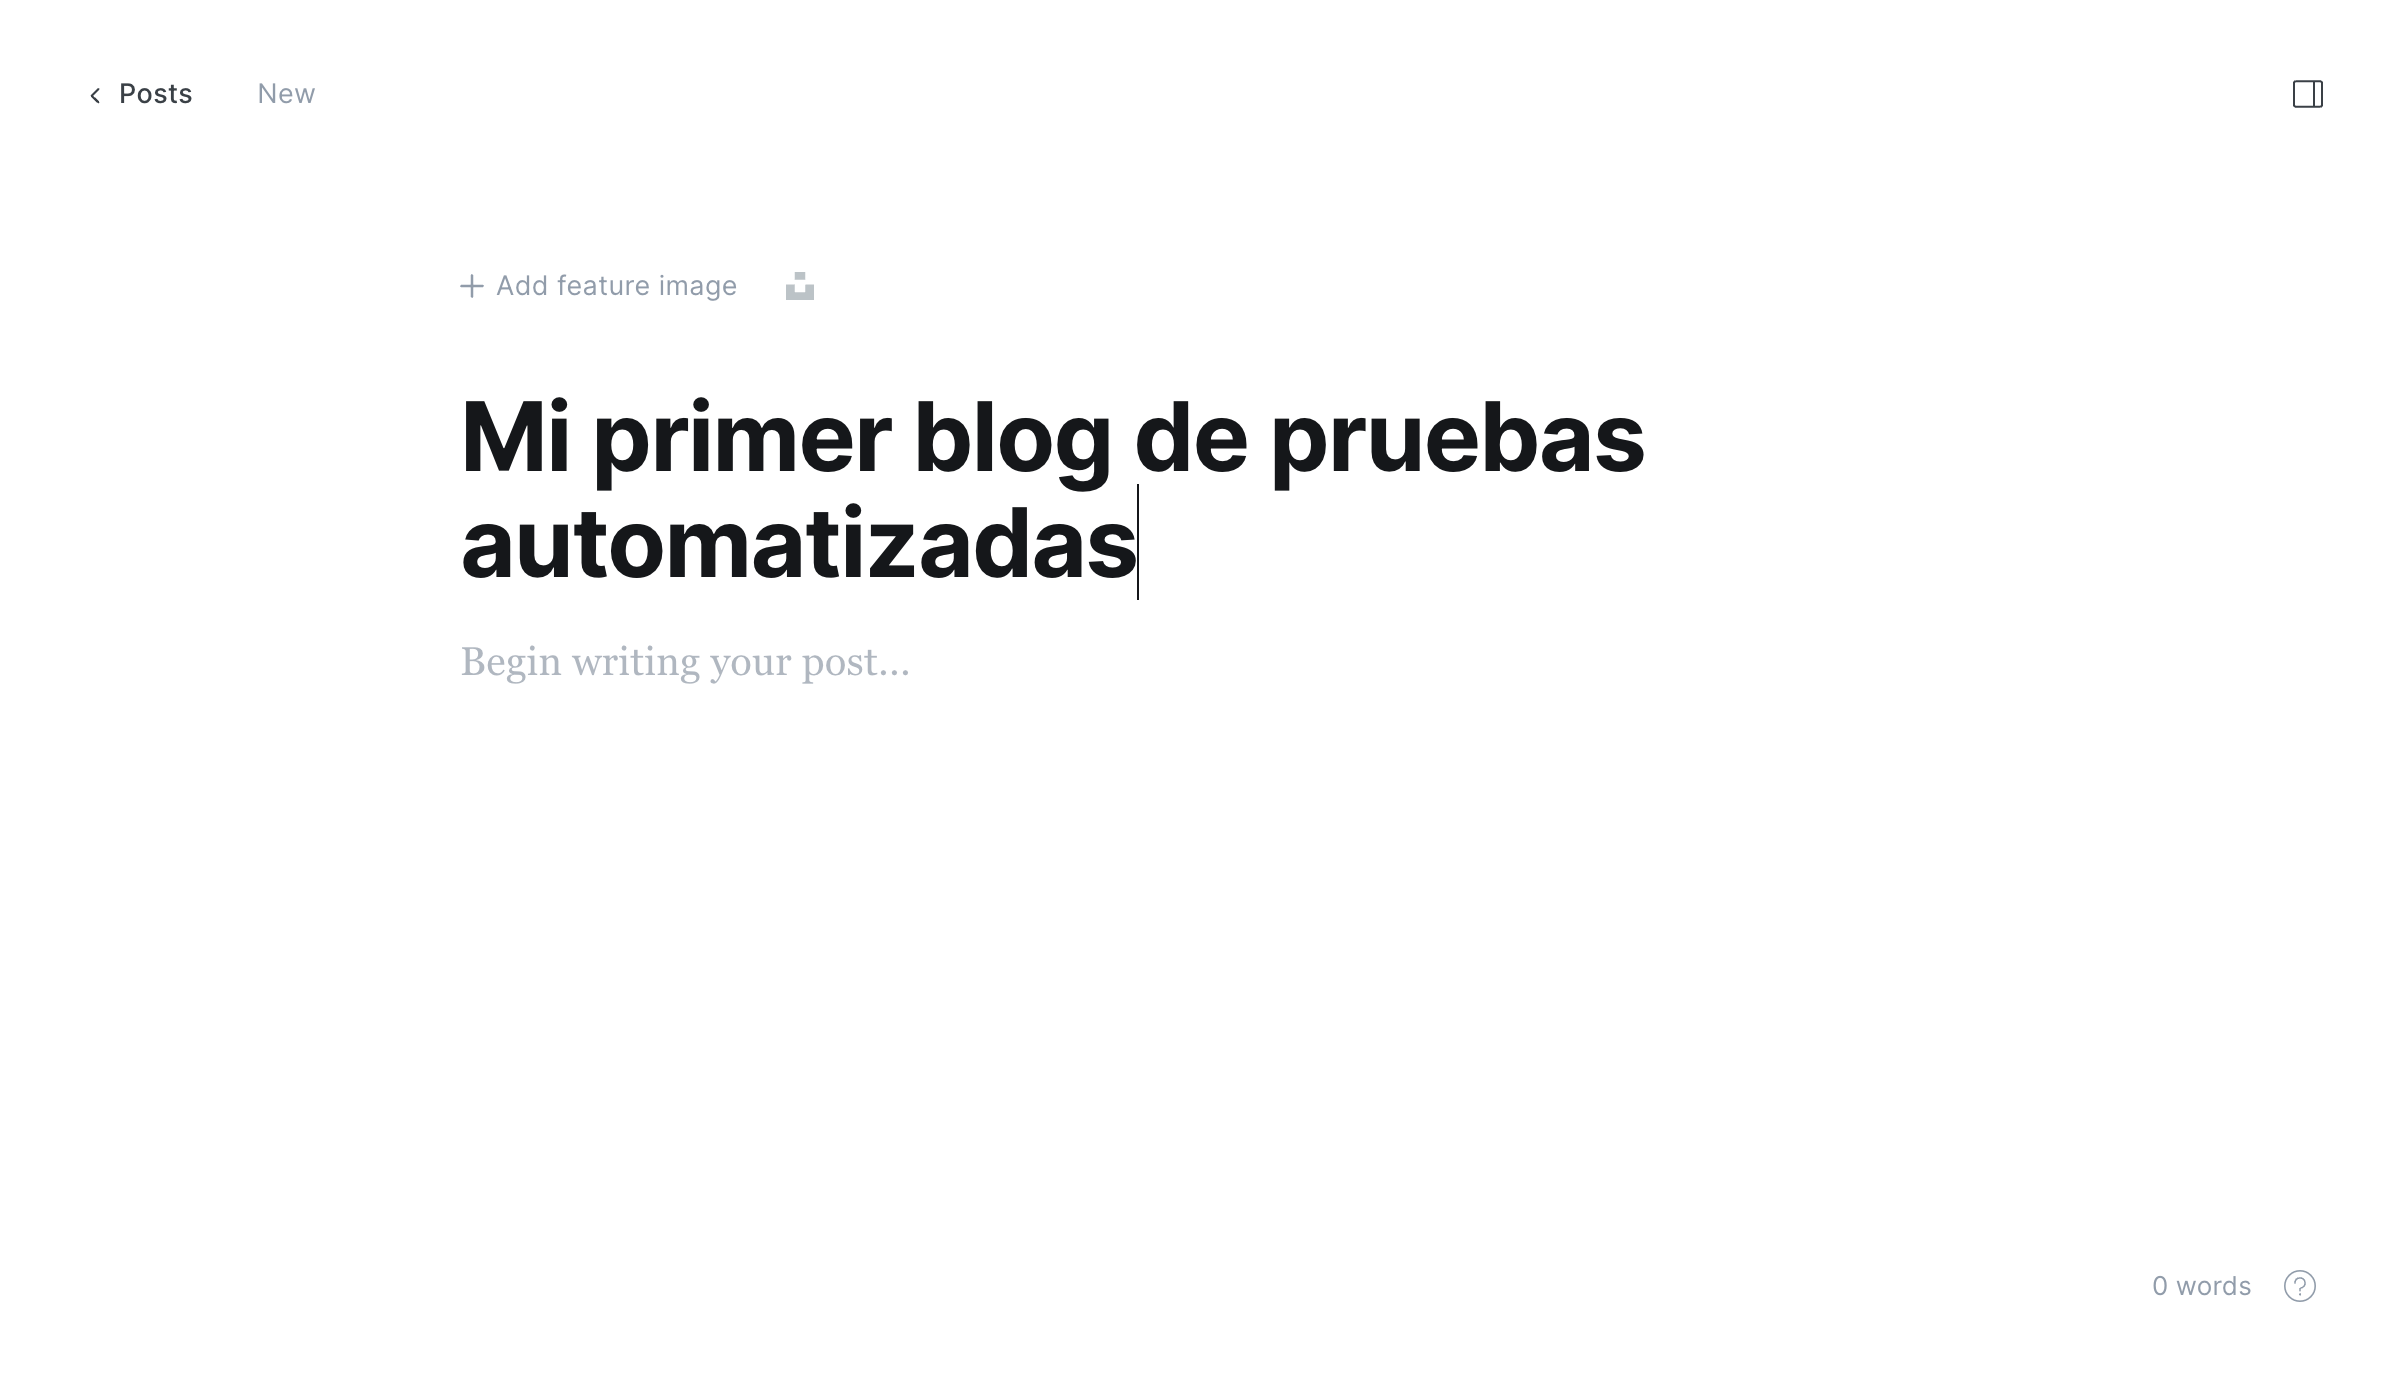 Posts
New
Add feature image
Mi primer blog de pruebas
automatizadas
Begin writing your post...
0 words
?